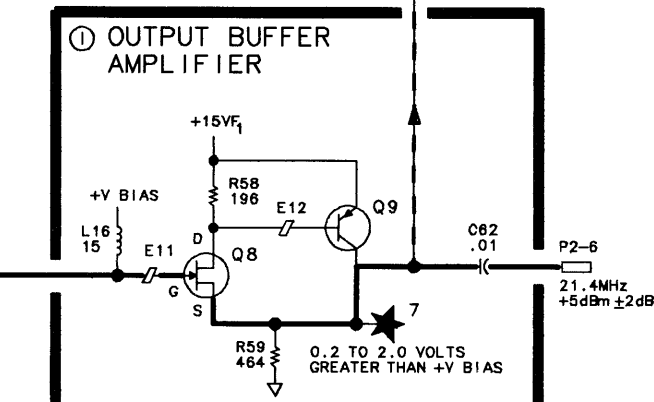 ① OUTPUT BUFFER
AMPLIFIER
+15VF1
R58
196
+V BIAS
E12
Q9
L16
15
C62
.01
P2-6
E11
D
Q8
G
S
21.4MHz
+5dBm ±2dB
7
R59
464
0.2 TO 2.0 VOLTS
GREATER THAN +V BIAS